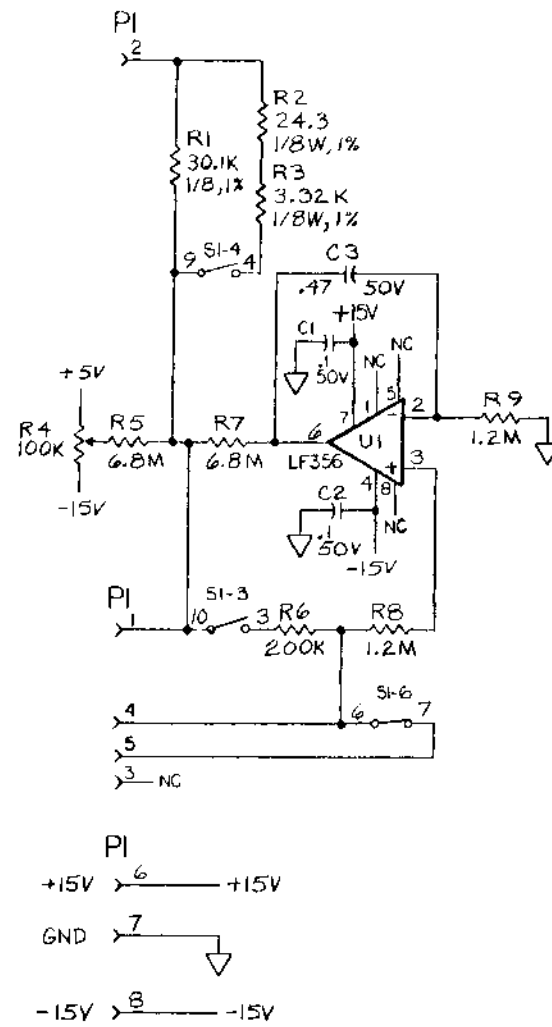 P1
2
R1
30.1K
1/8,1%
R2
24.3
1/8W,1%
R3
3.32K
1/8W,1%
9 S1-4 4
C3
.47 50V
+15V
C1
.1
50V
NC
NC
7 1 5
2
R9
1.2M
6
U1
LF356
3
4 8
NC
C2
.1
50V
-15V
+5V
R4
100K
-15V
R5
6.8M
R7
6.8M
P1
1
10 S1-3 3
R6
200K
R8
1.2M
4
6 S1-6 7
5
3 NC
P1
+15V 6 +15V
GND 7
-15V 8 -15V